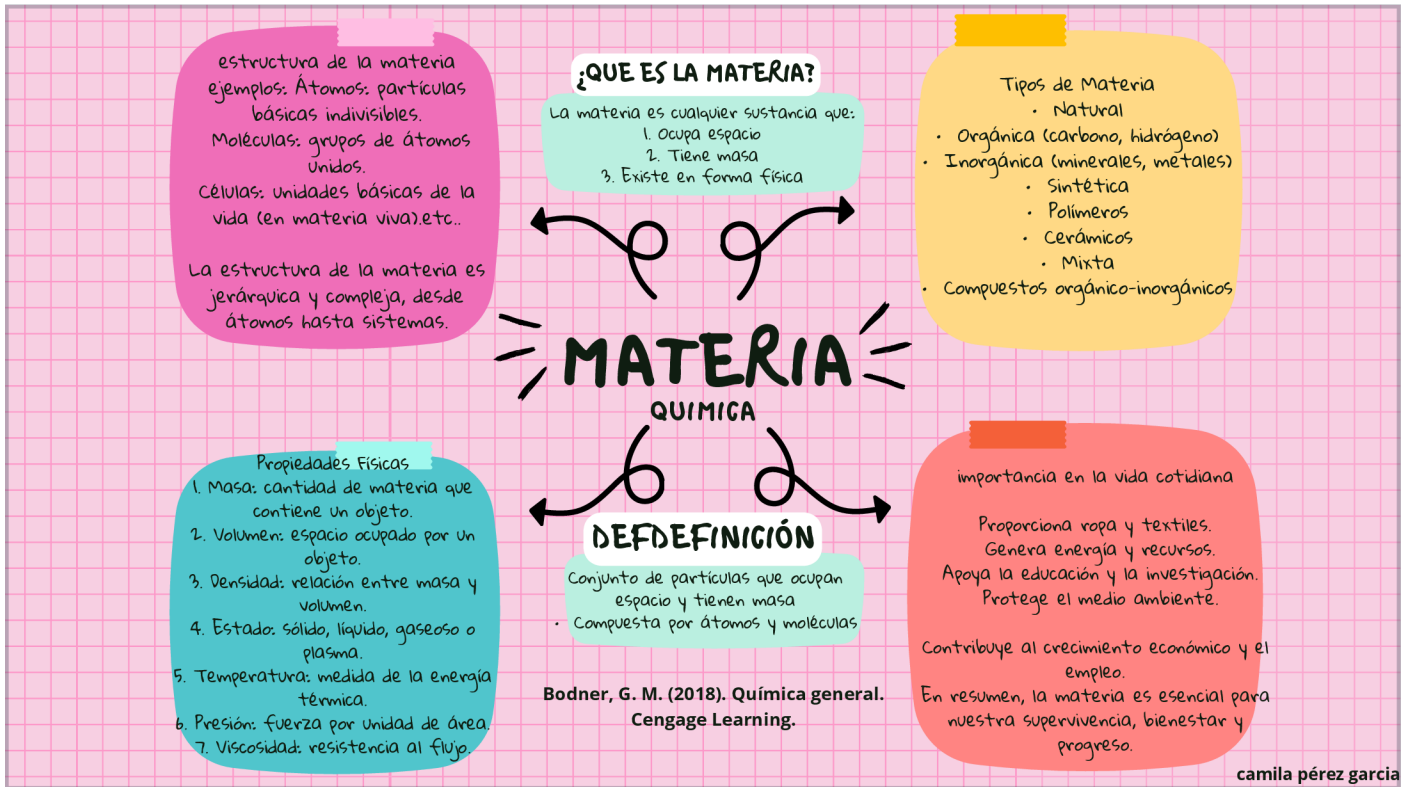 estructura de la materia
ejemplos: Átomos: partículas
básicas indivisibles.
Moléculas: grupos de átomos
unidos.
Células: unidades básicas de la
vida (en materia viva).etc..
La estructura de la materia es
jerárquica y compleja, desde
átomos hasta sistemas.
¿QUE ES LA MATERIA?
La materia es cualquier sustancia que:
1. Ocupa espacio
2. Tiene masa
3. Existe en forma física
Tipos de Materia
• Natural
• Orgánica (carbono, hidrógeno)
• Inorgánica (minerales, metales)
• Sintética
• Polímeros
• Cerámicos
• Mixta
• Compuestos orgánico-inorgánicos
MATERIA
QUIMICA
Propiedades Físicas
1. Masa: cantidad de materia que
contiene un objeto.
2. Volumen: espacio ocupado por un
objeto.
3. Densidad: relación entre masa y
volumen.
4. Estado: sólido, líquido, gaseoso o
plasma.
5. Temperatura: medida de la energía
térmica.
6. Presión: fuerza por unidad de área.
7. Viscosidad: resistencia al flujo.
DEFDEFINICIÓN
Conjunto de partículas que ocupan
espacio y tienen masa
• Compuesta por átomos y moléculas
Bodner, G. M. (2018). Química general.
Cengage Learning.
importancia en la vida cotidiana
Proporciona ropa y textiles.
Genera energía y recursos.
Apoya la educación y la investigación.
Protege el medio ambiente.
Contribuye al crecimiento económico y el
empleo.
En resumen, la materia es esencial para
nuestra supervivencia, bienestar y
progreso.
camila pérez garcia